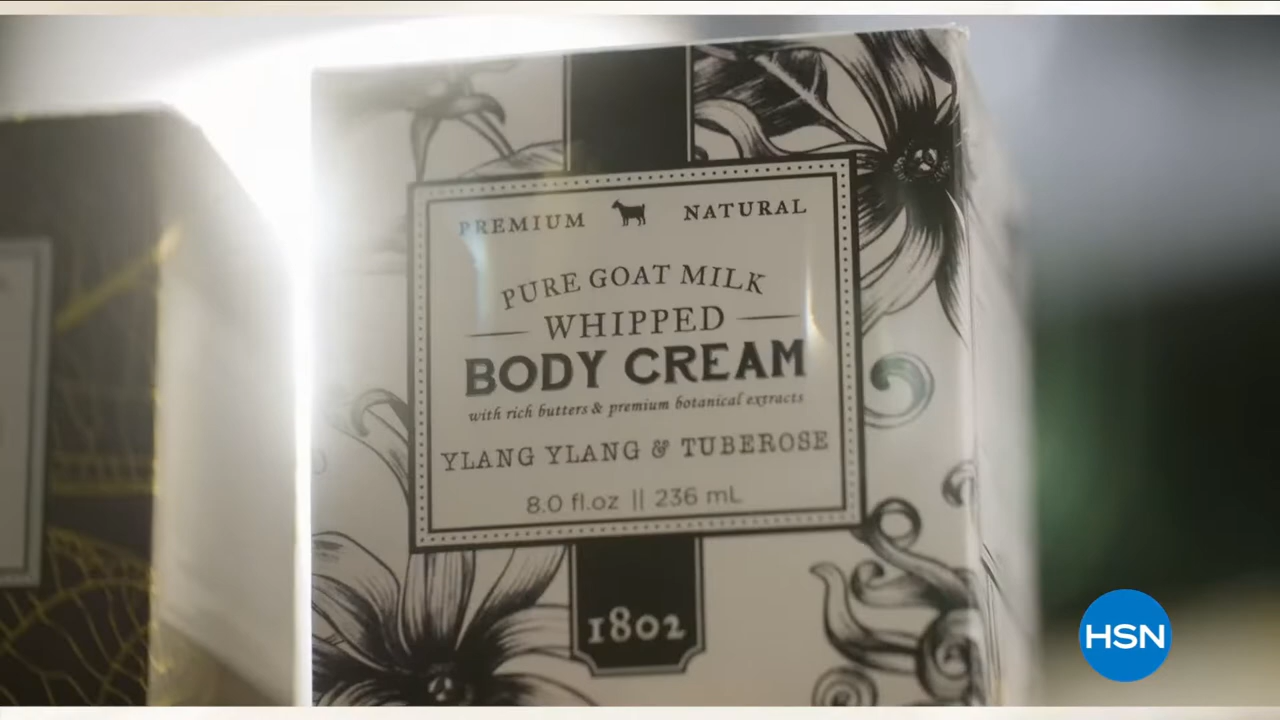 PREMIUM NATURAL
PURE GOAT MILK
WHIPPED
BODY CREAM
with rich butters & premium botanical extracts
YLANG YLANG & TUBEROSE
8.0 fl.oz || 236 mL
1802
HSN